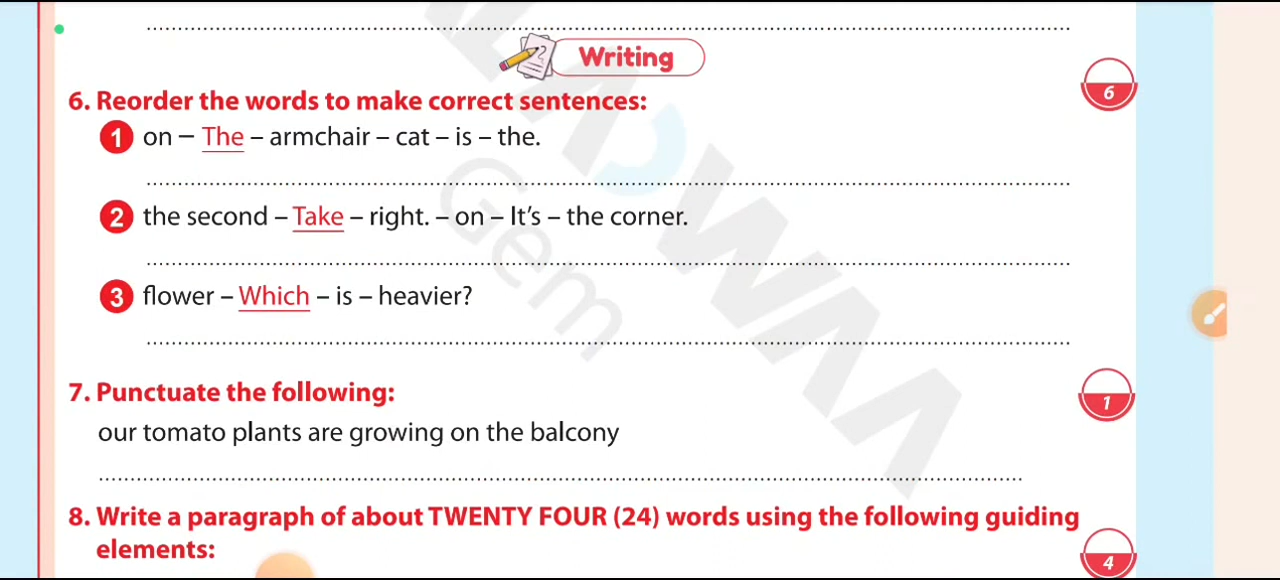 Writing
6. Reorder the words to make correct sentences:
6
1 on – The – armchair – cat – is – the.
2 the second – Take – right. – on – It's – the corner.
3 flower – Which – is – heavier?
7. Punctuate the following:
1
our tomato plants are growing on the balcony
8. Write a paragraph of about TWENTY FOUR (24) words using the following guiding
elements:
4
Gem